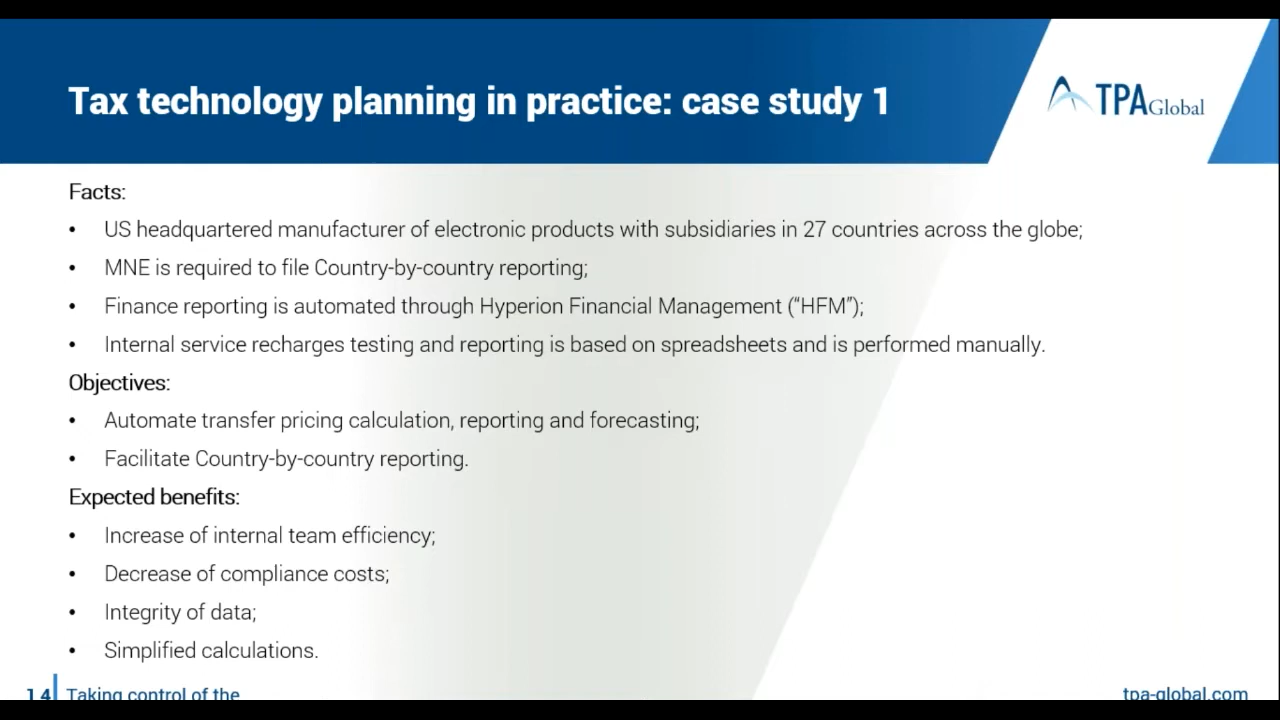 Tax technology planning in practice: case study 1
TPAGlobal
Facts:
• US headquartered manufacturer of electronic products with subsidiaries in 27 countries across the globe;
• MNE is required to file Country-by-country reporting;
• Finance reporting is automated through Hyperion Financial Management (“HFM”);
• Internal service recharges testing and reporting is based on spreadsheets and is performed manually.
Objectives:
• Automate transfer pricing calculation, reporting and forecasting;
• Facilitate Country-by-country reporting.
Expected benefits:
• Increase of internal team efficiency;
• Decrease of compliance costs;
• Integrity of data;
• Simplified calculations.
14 Taking control of the
tpa-global.com